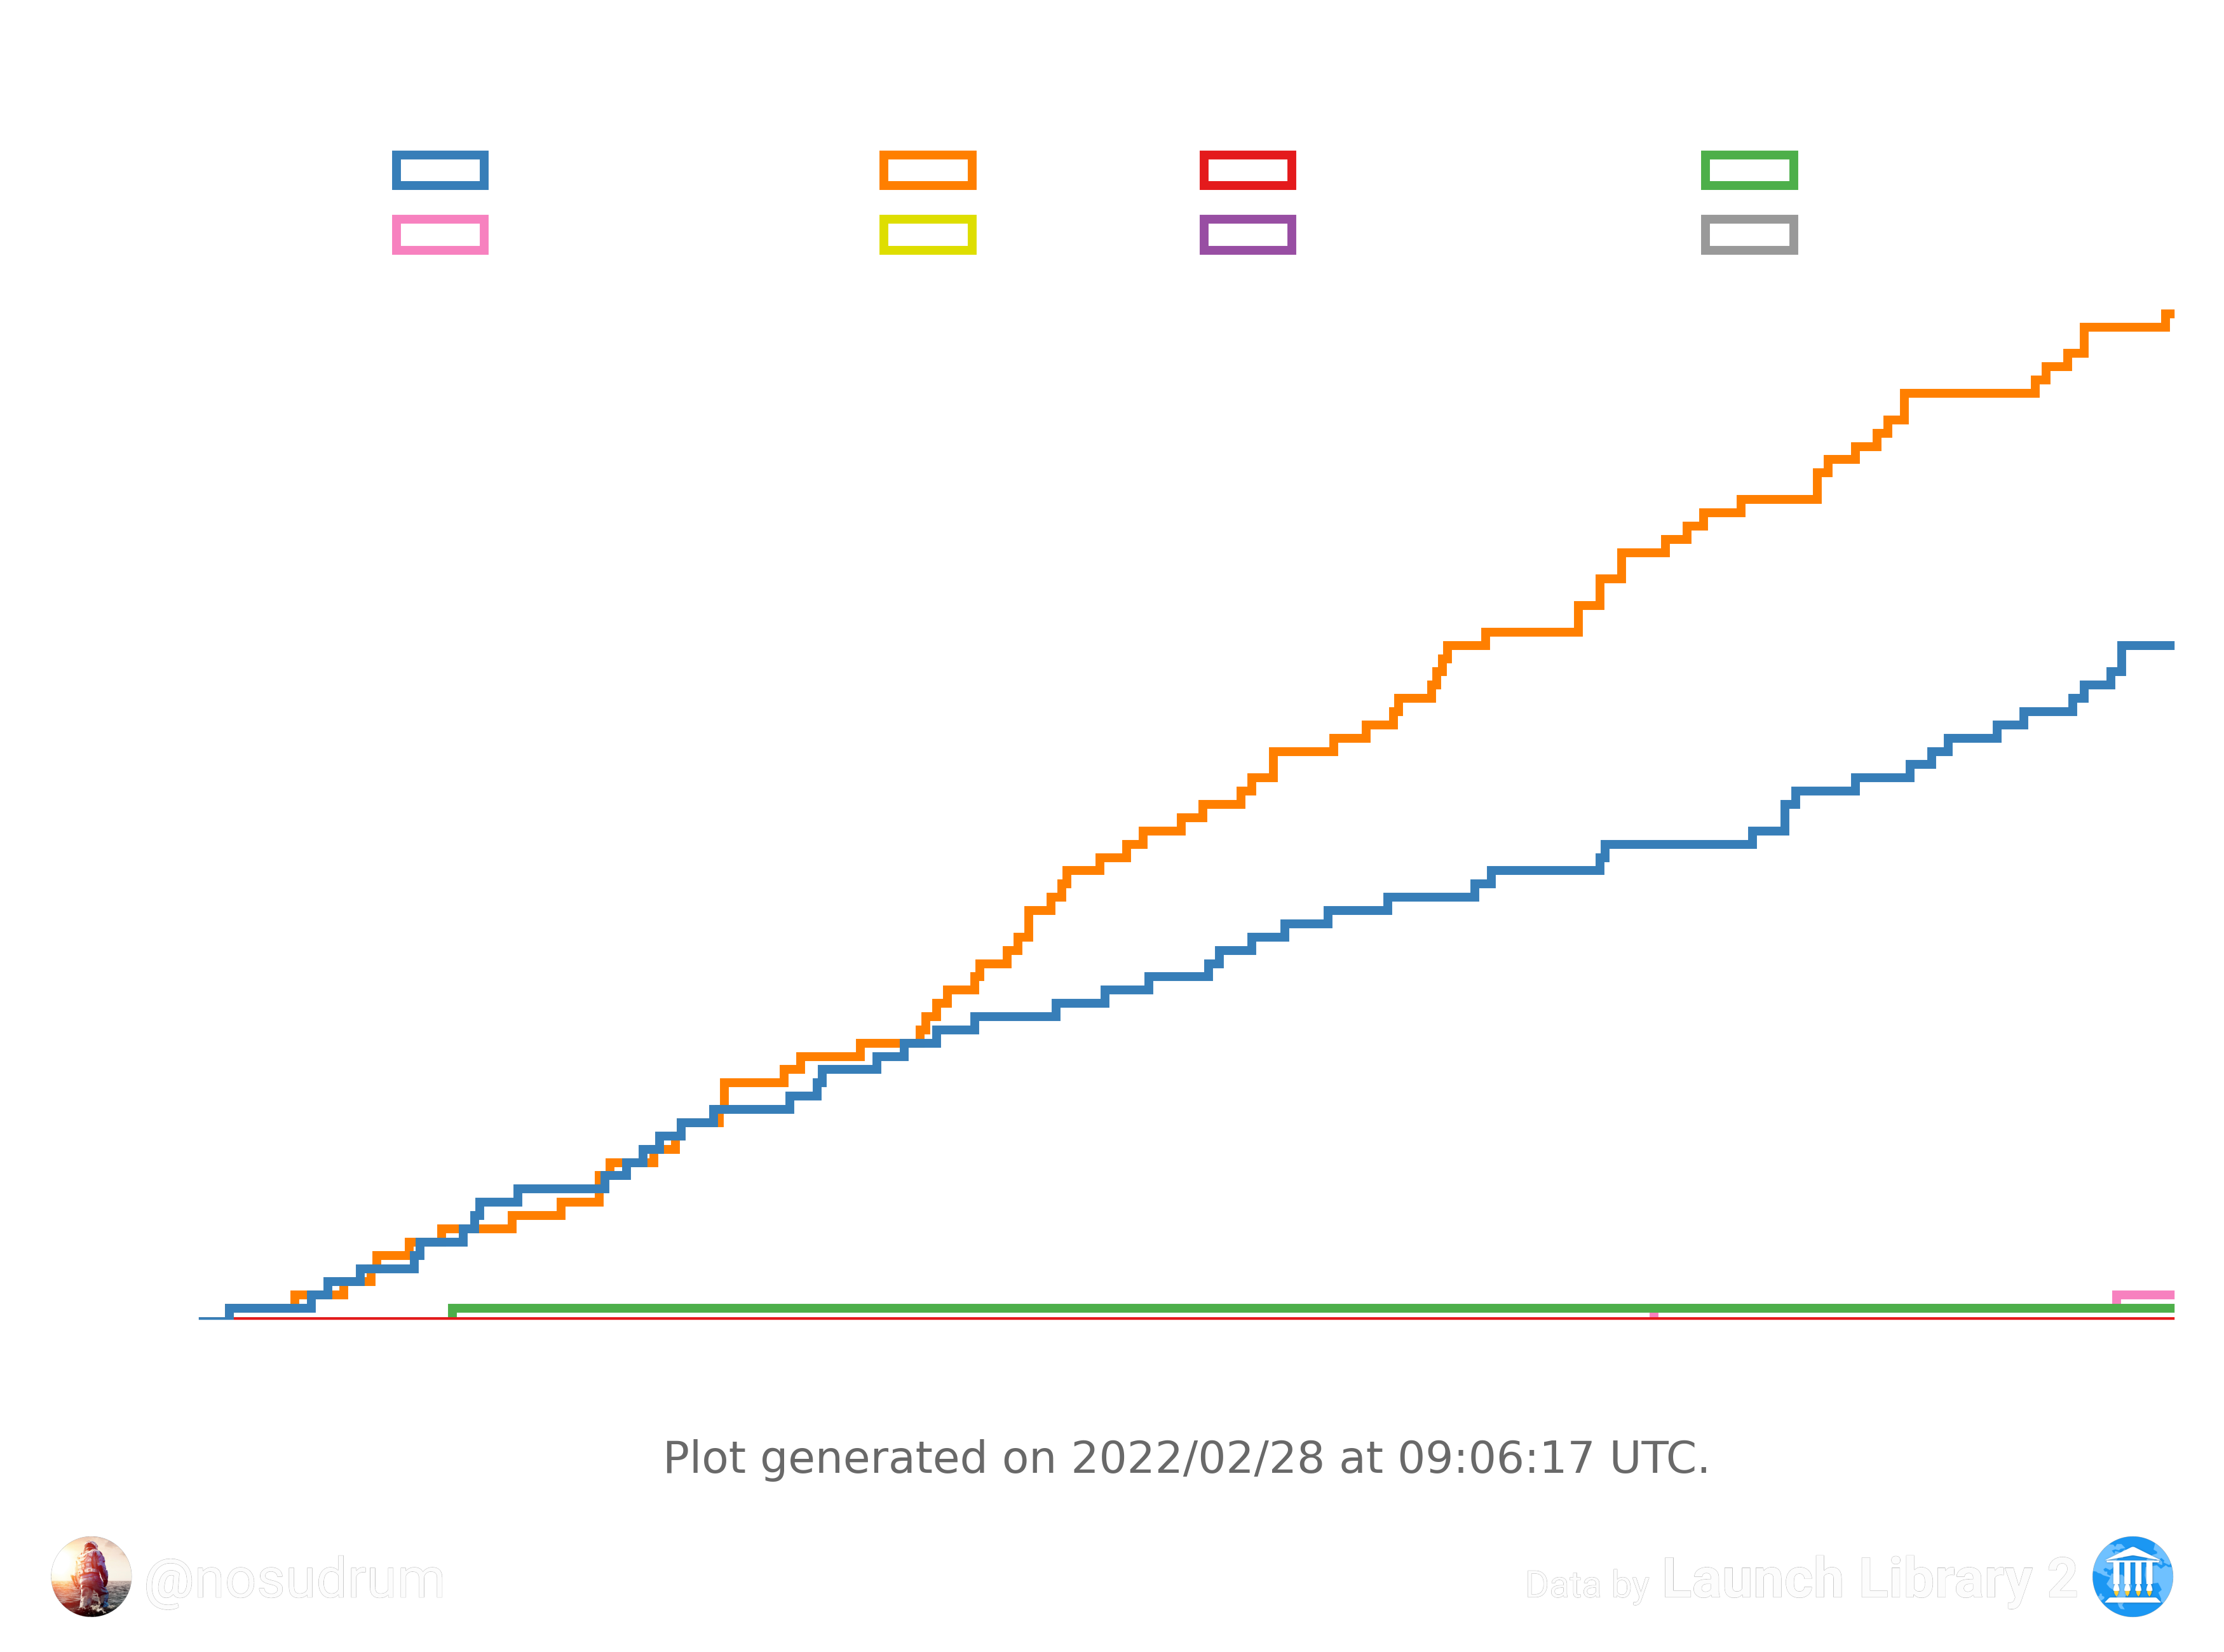 Plot generated on 2022/02/28 at 09:06:17 UTC.
@nosudrum
Data by Launch Library 2